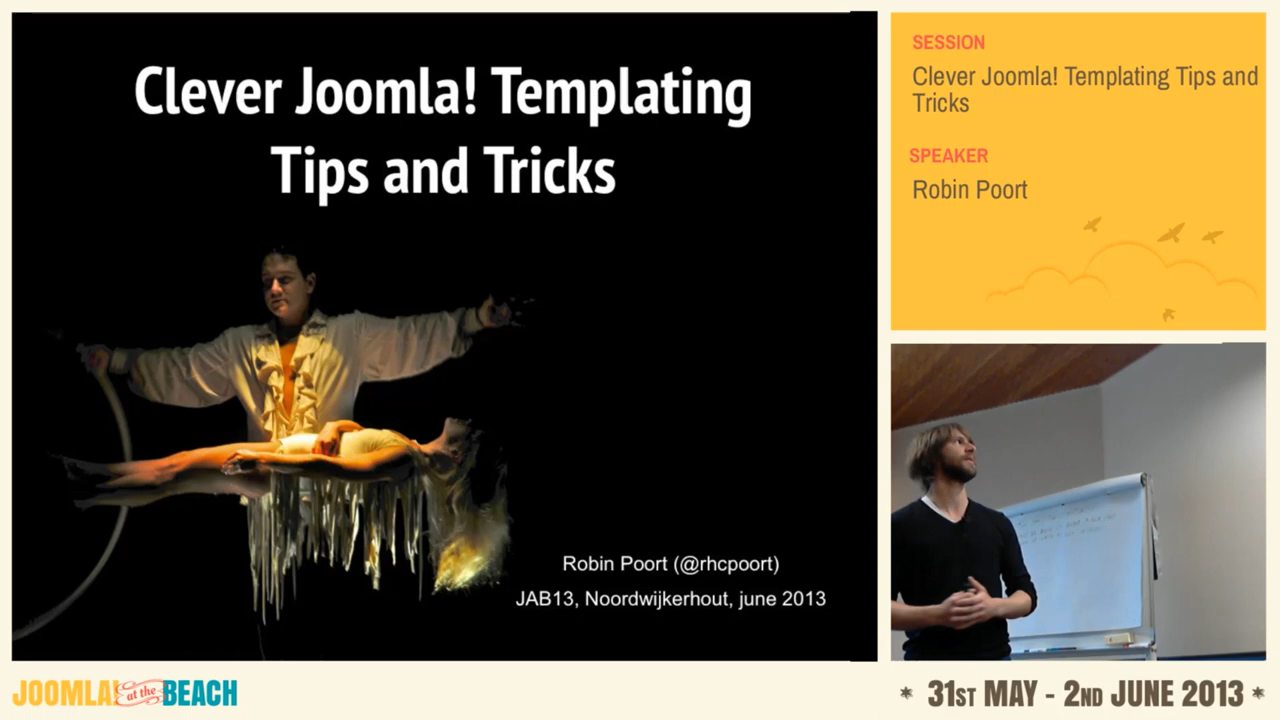 Clever Joomla! Templating
Tips and Tricks
Robin Poort (@rhcpoort)
JAB13, Noordwijkerhout, june 2013
SESSION
Clever Joomla! Templating Tips and
Tricks
SPEAKER
Robin Poort
JOOMLA! at the BEACH
* 31ST MAY - 2ND JUNE 2013 *